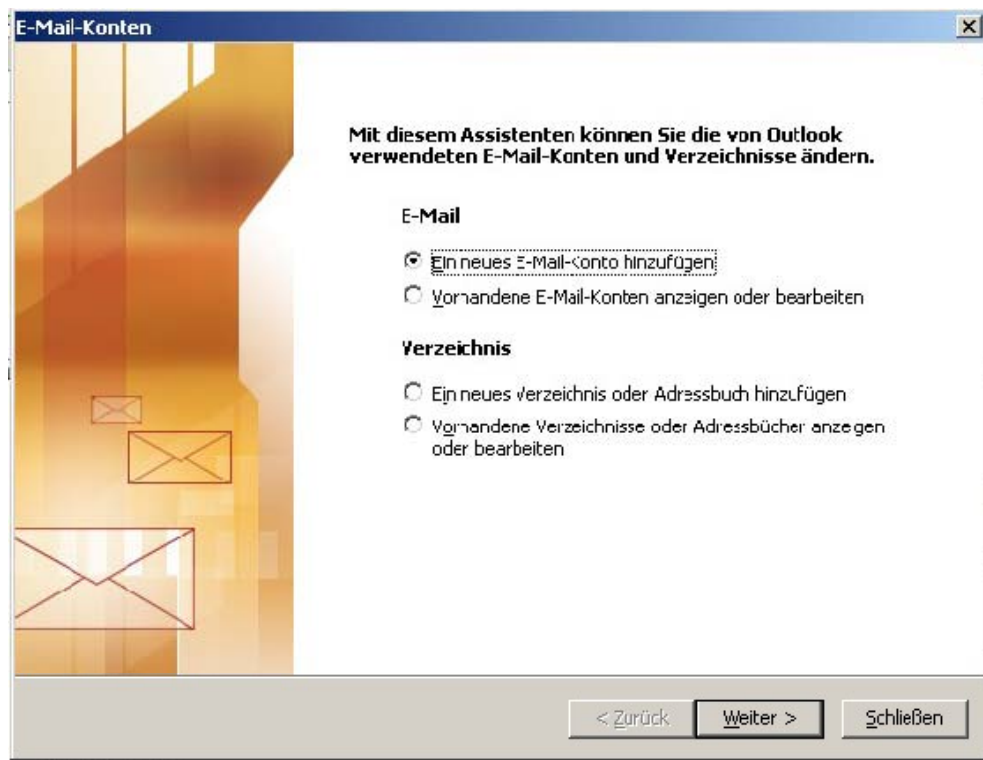 E-Mail-Konten
Mit diesem Assistenten können Sie die von Outlook
verwendeten E-Mail-Konten und Verzeichnisse ändern.
E-Mail
Ein neues E-Mail-Konto hinzufügen
Vorhandene E-Mail-Konten anzeigen oder bearbeiten
Verzeichnis
Ein neues Verzeichnis oder Adressbuch hinzufügen
Vorhandene Verzeichnisse oder Adressbücher anzeigen
oder bearbeiten
< Zurück
Weiter >
Schließen